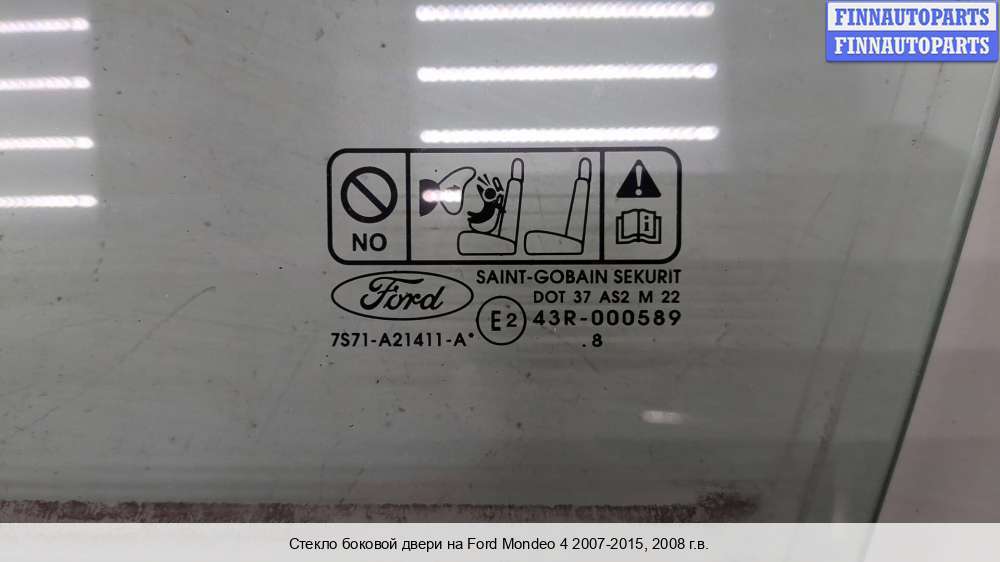 FINNAUTOPARTS
FINNAUTOPARTS
NO
SAINT-GOBAIN SEKURIT
Ford
DOT 37 AS2 M 22
E2
43R-000589
7S71-A21411-A
. 8
Стекло боковой двери на Ford Mondeo 4 2007-2015, 2008 г.в.